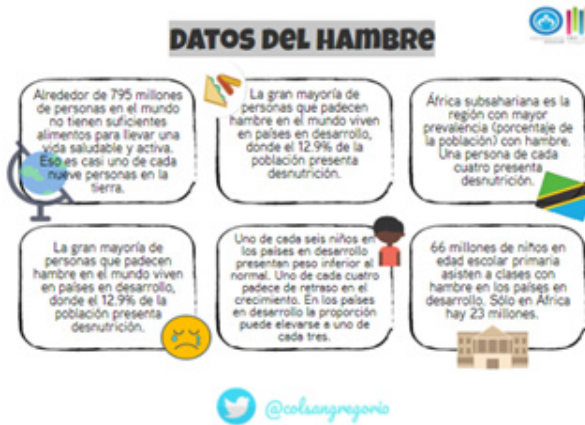 DATOS DEL HAMBRE
Alrededor de 795 millones
de personas en el mundo
no tienen suficientes
alimentos para llevar una
vida saludable y activa.
Eso es casi uno de cada
nueve personas en la
tierra.
La gran mayoría de
personas que padecen
hambre en el mundo viven
en países en desarrollo,
donde el 12.9% de la
población presenta
desnutrición.
África subsahariana es la
región con mayor
prevalencia (porcentaje de
la población) con hambre.
Una persona de cada
cuatro presenta
desnutrición.
La gran mayoría de
personas que padecen
hambre en el mundo viven
en países en desarrollo,
donde el 12.9% de la
población presenta
desnutrición.
Uno de cada seis niños en
los países en desarrollo
presentan peso inferior al
normal. Uno de cada cuatro
padece de retraso en el
crecimiento. En los países
en desarrollo la proporción
puede elevarse a uno de
cada tres.
66 millones de niños en
edad escolar primaria
asisten a clases con
hambre en los países en
desarrollo. Sólo en África
hay 23 millones.
@colsangregorio